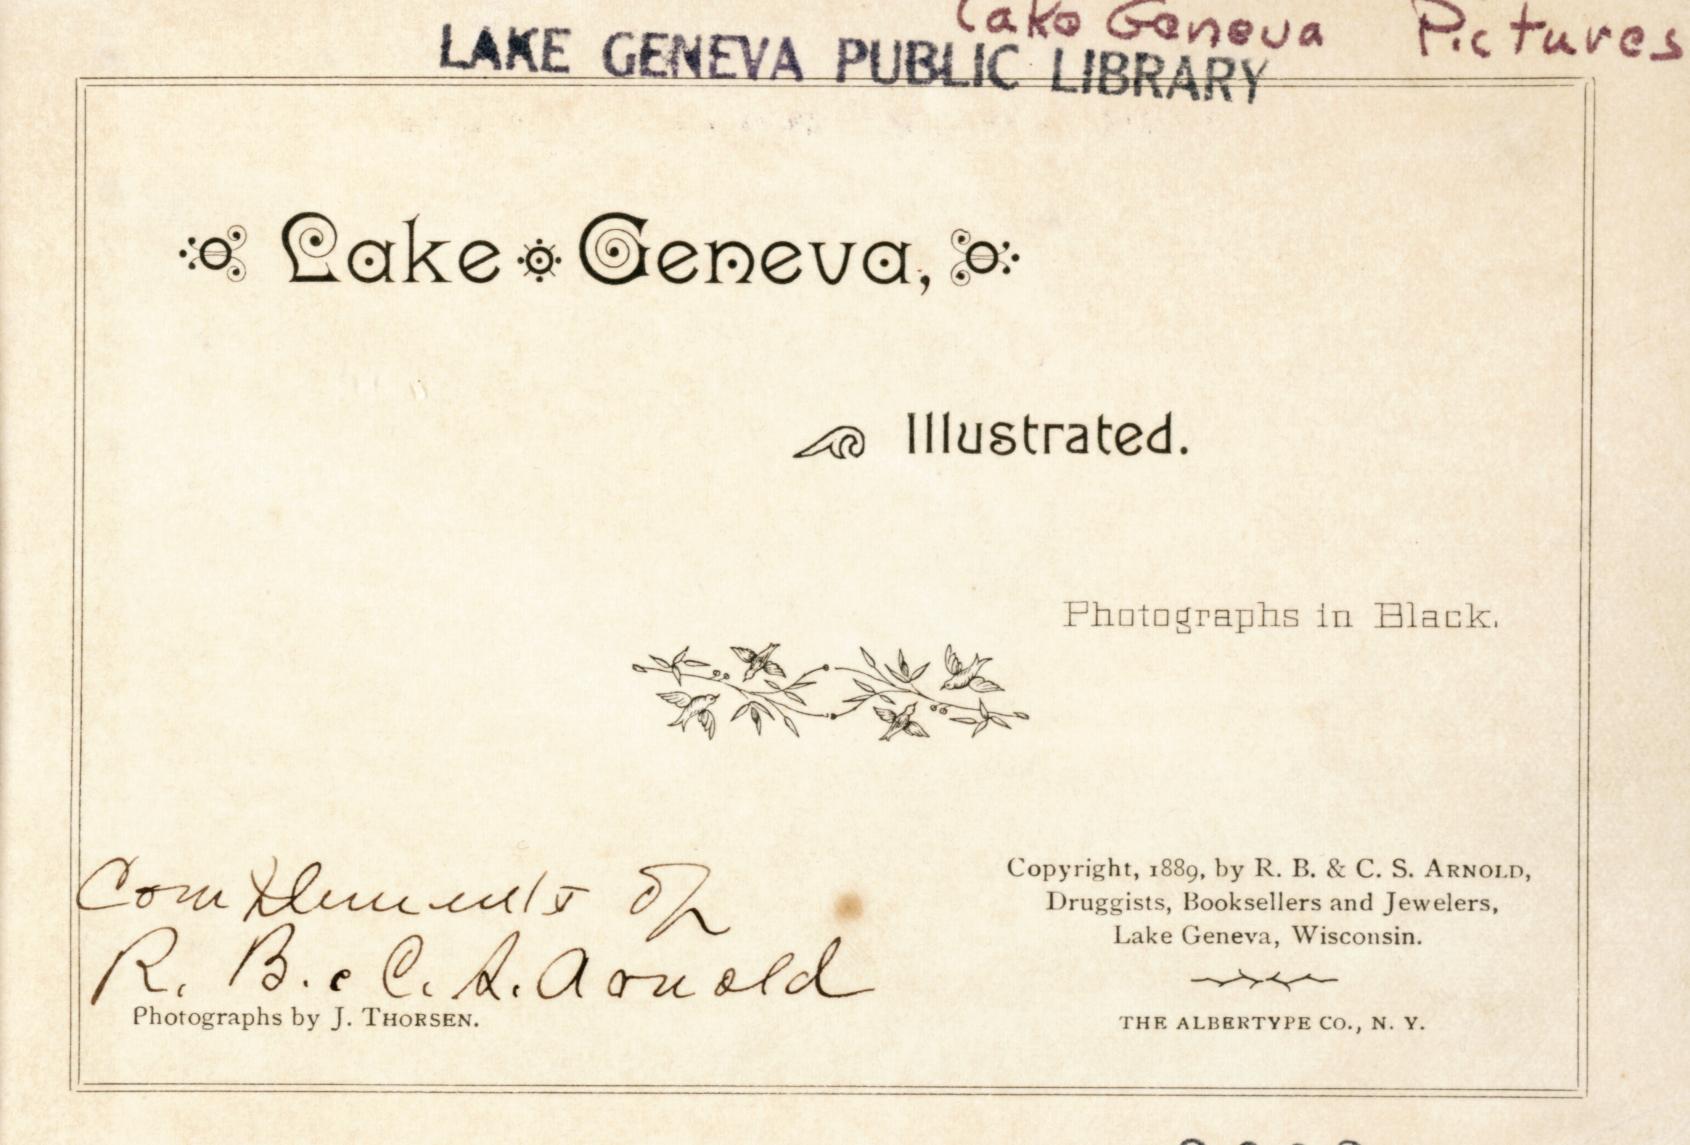 Lake Geneva Pictures
LAKE GENEVA PUBLIC LIBRARY
Lake Geneva,
Illustrated.
Photographs in Black.
Compliments of
R. B. & C. S. Arnold
Photographs by J. THORSEN.
Copyright, 1889, by R. B. & C. S. ARNOLD,
Druggists, Booksellers and Jewelers,
Lake Geneva, Wisconsin.
THE ALBERTYPE CO., N. Y.